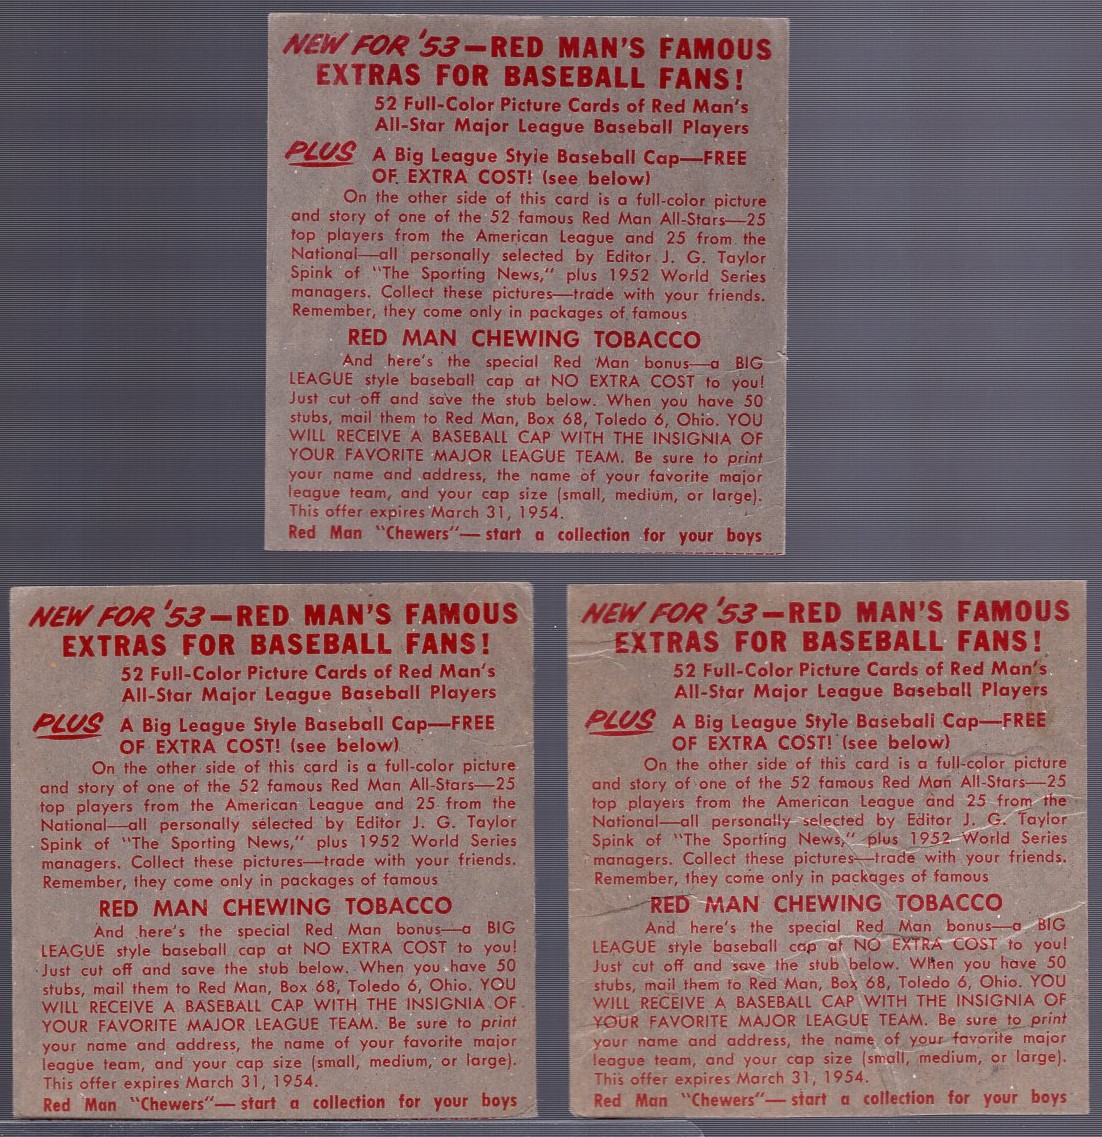 NEW FOR '53—RED MAN'S FAMOUS
EXTRAS FOR BASEBALL FANS!
52 Full-Color Picture Cards of Red Man's
All-Star Major League Baseball Players
PLUS A Big League Style Baseball Cap—FREE
OF EXTRA COST! (see below)
On the other side of this card is a full-color picture
and story of one of the 52 famous Red Man All-Stars—25
top players from the American League and 25 from the
National—all personally selected by Editor J. G. Taylor
Spink of "The Sporting News," plus 1952 World Series
managers. Collect these pictures—trade with your friends.
Remember, they come only in packages of famous
RED MAN CHEWING TOBACCO
And here's the special Red Man bonus—a BIG
LEAGUE style baseball cap at NO EXTRA COST to you!
Just cut off and save the stub below. When you have 50
stubs, mail them to Red Man, Box 68, Toledo 6, Ohio. YOU
WILL RECEIVE A BASEBALL CAP WITH THE INSIGNIA OF
YOUR FAVORITE MAJOR LEAGUE TEAM. Be sure to print
your name and address, the name of your favorite major
league team, and your cap size (small, medium, or large).
This offer expires March 31, 1954.
Red Man "Chewers"— start a collection for your boys
NEW FOR '53—RED MAN'S FAMOUS
EXTRAS FOR BASEBALL FANS!
52 Full-Color Picture Cards of Red Man's
All-Star Major League Baseball Players
PLUS A Big League Style Baseball Cap—FREE
OF EXTRA COST! (see below)
On the other side of this card is a full-color picture
and story of one of the 52 famous Red Man All-Stars—25
top players from the American League and 25 from the
National—all personally selected by Editor J. G. Taylor
Spink of "The Sporting News," plus 1952 World Series
managers. Collect these pictures—trade with your friends.
Remember, they come only in packages of famous
RED MAN CHEWING TOBACCO
And here's the special Red Man bonus—a BIG
LEAGUE style baseball cap at NO EXTRA COST to you!
Just cut off and save the stub below. When you have 50
stubs, mail them to Red Man, Box 68, Toledo 6, Ohio. YOU
WILL RECEIVE A BASEBALL CAP WITH THE INSIGNIA OF
YOUR FAVORITE MAJOR LEAGUE TEAM. Be sure to print
your name and address, the name of your favorite major
league team, and your cap size (small, medium, or large).
This offer expires March 31, 1954.
Red Man "Chewers"— start a collection for your boys
NEW FOR '53—RED MAN'S FAMOUS
EXTRAS FOR BASEBALL FANS!
52 Full-Color Picture Cards of Red Man's
All-Star Major League Baseball Players
PLUS A Big League Style Baseball Cap—FREE
OF EXTRA COST! (see below)
On the other side of this card is a full-color picture
and story of one of the 52 famous Red Man All-Stars—25
top players from the American League and 25 from the
National—all personally selected by Editor J. G. Taylor
Spink of "The Sporting News," plus 1952 World Series
managers. Collect these pictures—trade with your friends.
Remember, they come only in packages of famous
RED MAN CHEWING TOBACCO
And here's the special Red Man bonus—a BIG
LEAGUE style baseball cap at NO EXTRA COST to you!
Just cut off and save the stub below. When you have 50
stubs, mail them to Red Man, Box 68, Toledo 6, Ohio. YOU
WILL RECEIVE A BASEBALL CAP WITH THE INSIGNIA OF
YOUR FAVORITE MAJOR LEAGUE TEAM. Be sure to print
your name and address, the name of your favorite major
league team, and your cap size (small, medium, or large).
This offer expires March 31, 1954.
Red Man "Chewers"— start a collection for your boys